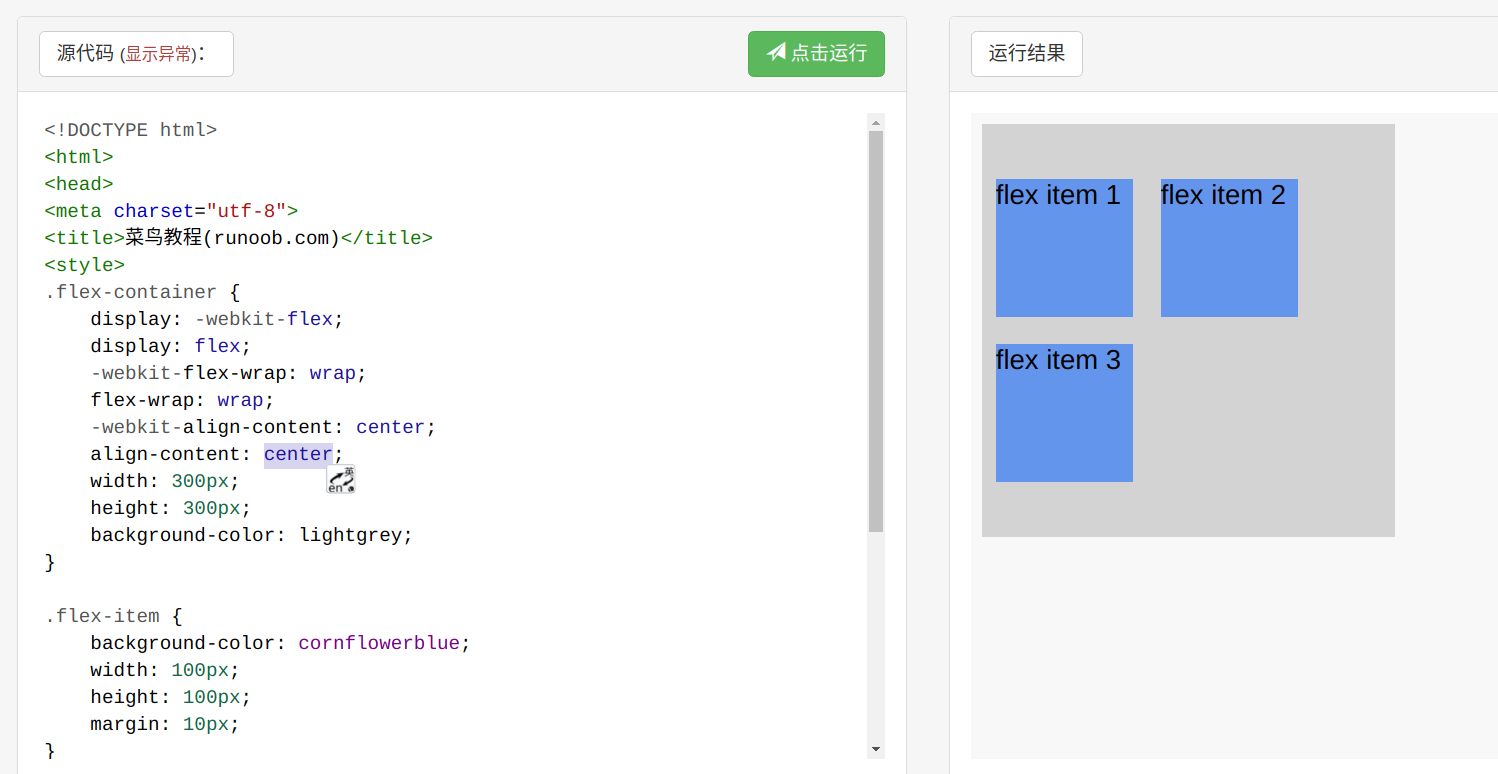 源代码 (显示异常)：
点击运行
<!DOCTYPE html>
<html>
<head>
<meta charset="utf-8">
<title>菜鸟教程(runoob.com)</title>
<style>
.flex-container {
    display: -webkit-flex;
    display: flex;
    -webkit-flex-wrap: wrap;
    flex-wrap: wrap;
    -webkit-align-content: center;
    align-content: center;
英
en
    width: 300px;
    height: 300px;
    background-color: lightgrey;
}
.flex-item {
    background-color: cornflowerblue;
    width: 100px;
    height: 100px;
    margin: 10px;
}
运行结果
flex item 1
flex item 2
flex item 3